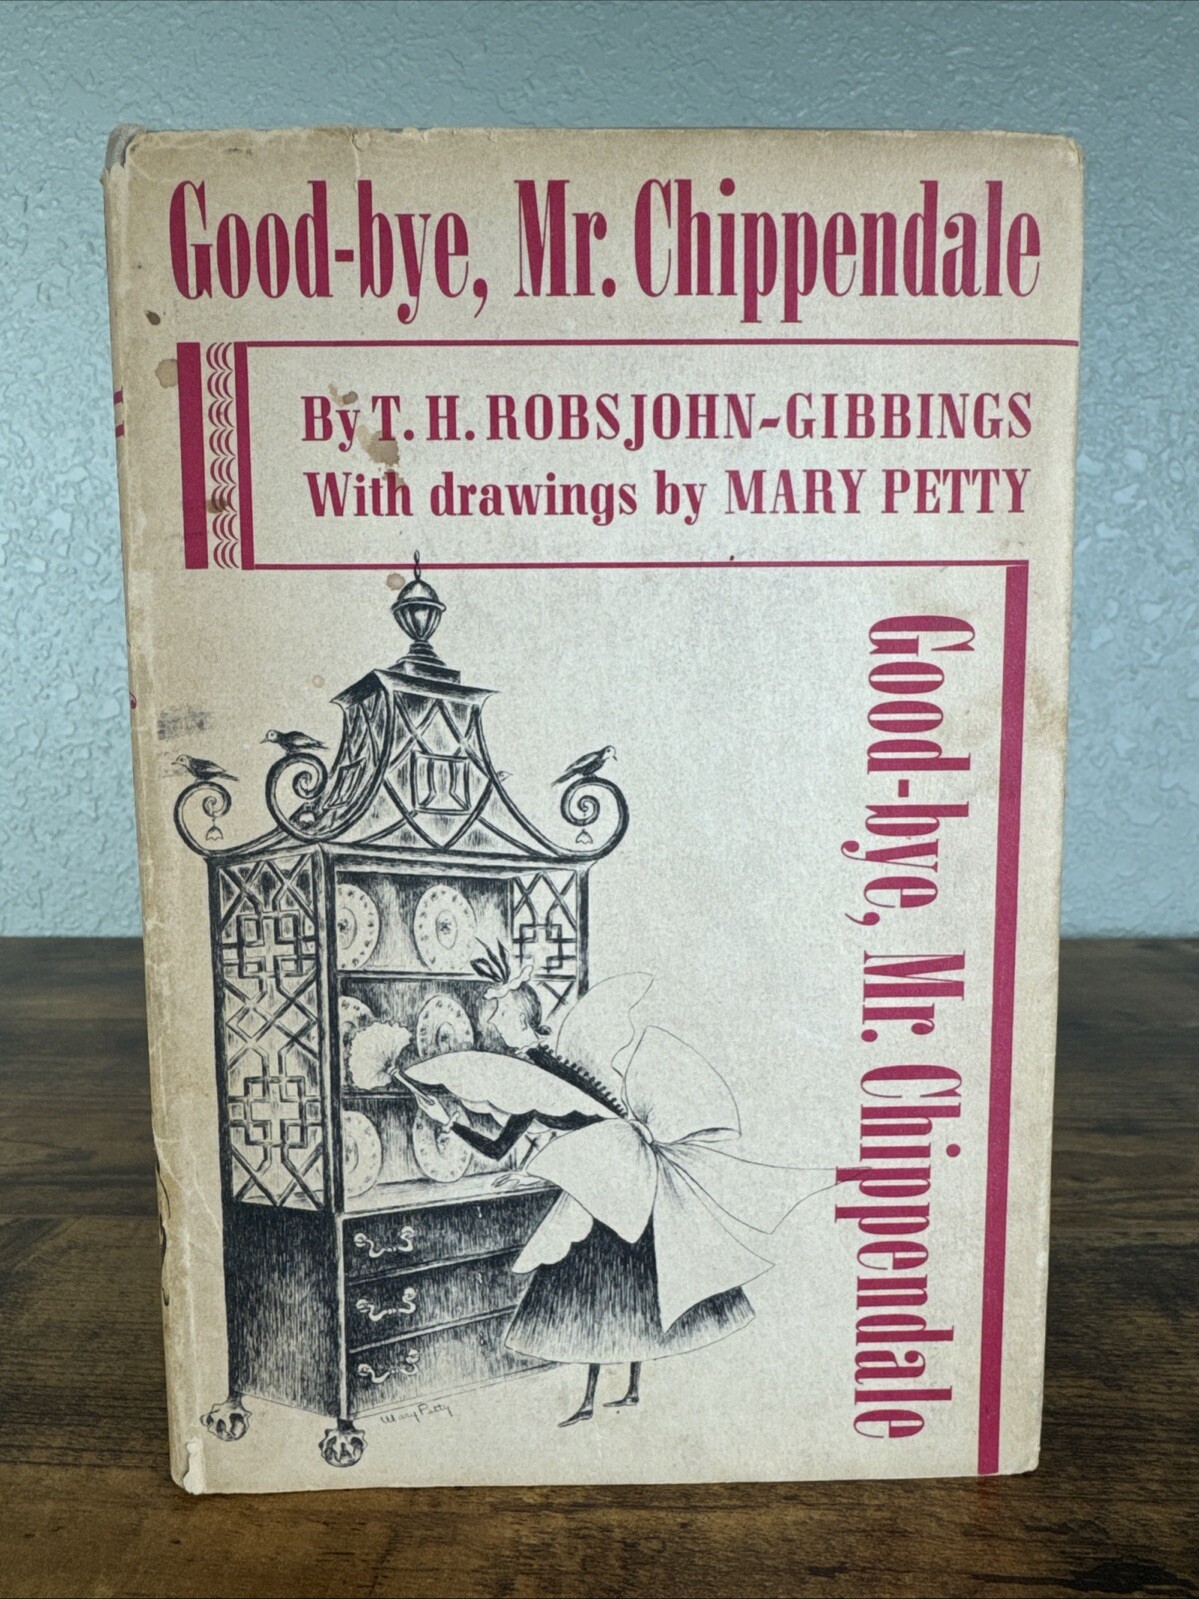 Good-bye, Mr. Chippendale
By T. H. ROBSJOHN-GIBBINGS
With drawings by MARY PETTY
Good-bye, Mr. Chippendale
Mary Petty